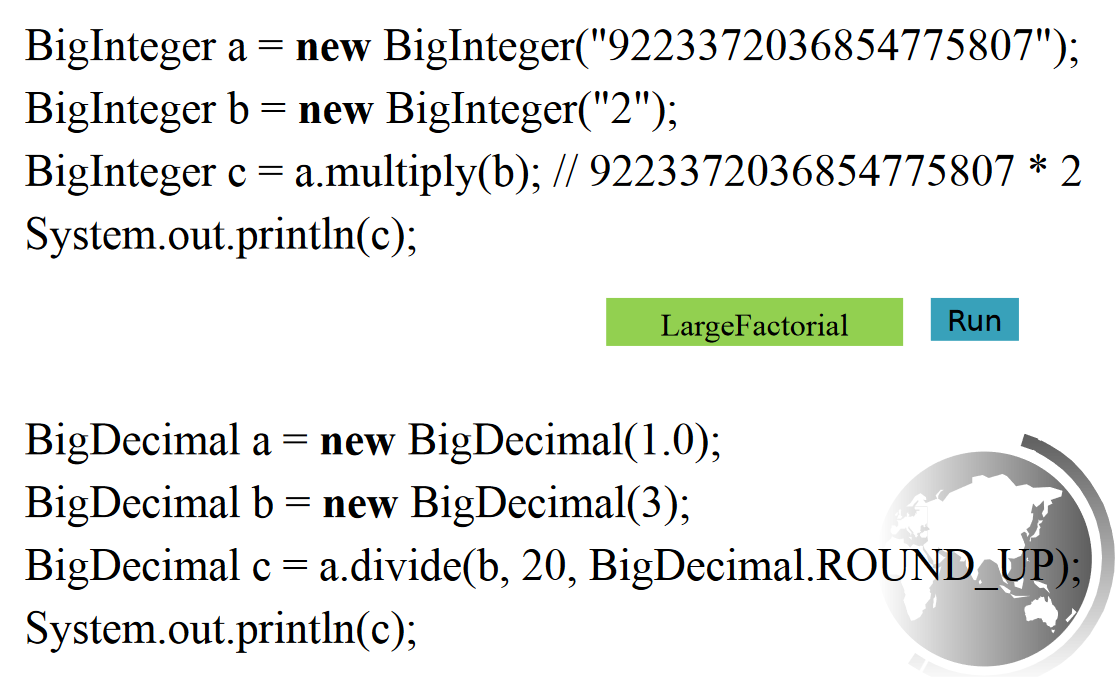 BigInteger a = new BigInteger("9223372036854775807");
BigInteger b = new BigInteger("2");
BigInteger c = a.multiply(b); // 9223372036854775807 * 2
System.out.println(c);
LargeFactorial Run
BigDecimal a = new BigDecimal(1.0);
BigDecimal b = new BigDecimal(3);
BigDecimal c = a.divide(b, 20, BigDecimal.ROUND_UP);
System.out.println(c);